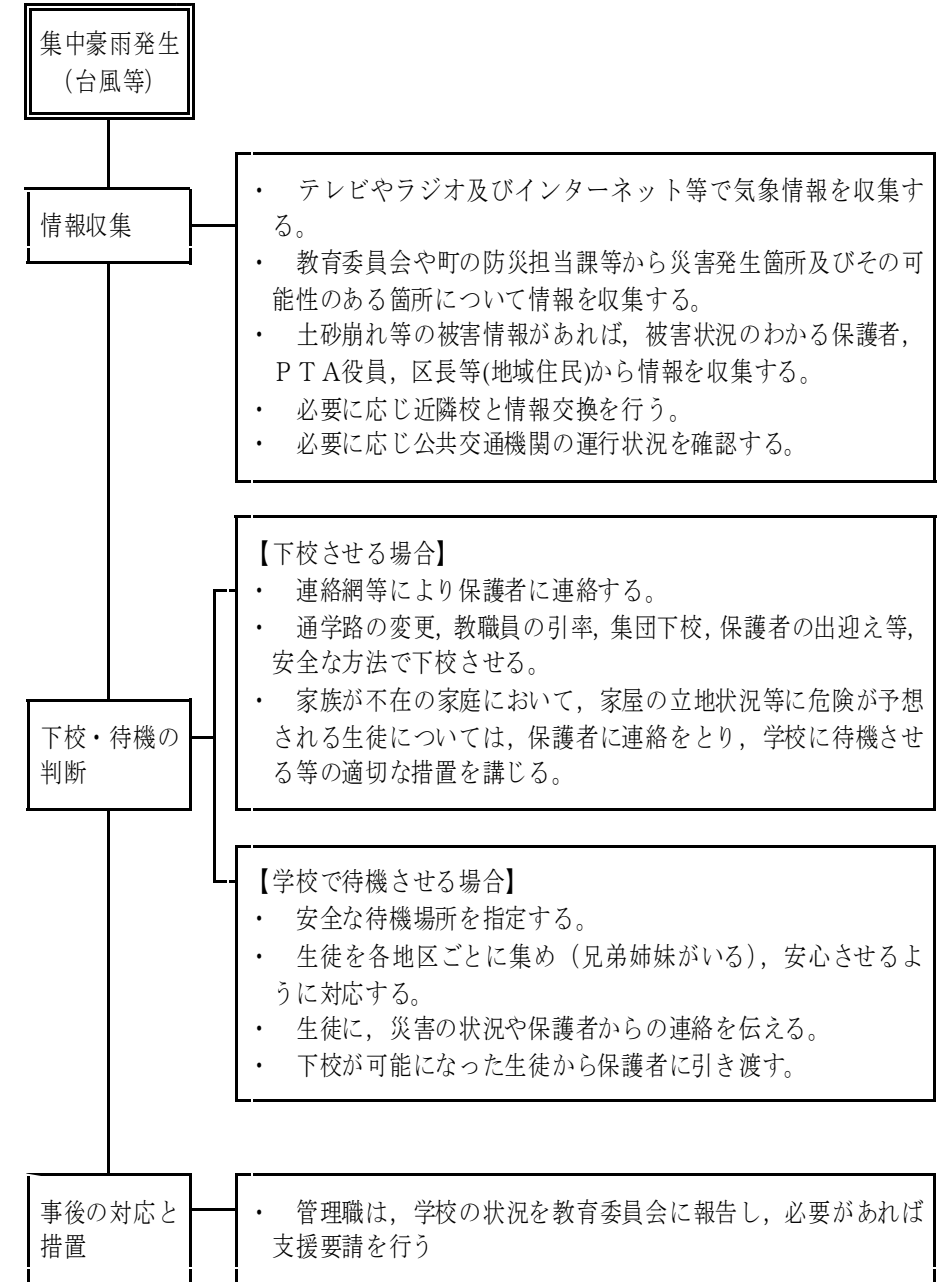 集中豪雨発生
(台風等)
情報収集
・　テレビやラジオ及びインターネット等で気象情報を収集す
る。
・　教育委員会や町の防災担当課等から災害発生箇所及びその可
能性のある箇所について情報を収集する。
・　土砂崩れ等の被害情報があれば，被害状況のわかる保護者，
ＰＴＡ役員，区長等(地域住民)から情報を収集する。
・　必要に応じ近隣校と情報交換を行う。
・　必要に応じ公共交通機関の運行状況を確認する。
下校・待機の
判断
【下校させる場合】
・　連絡網等により保護者に連絡する。
・　通学路の変更，教職員の引率，集団下校，保護者の出迎え等，
安全な方法で下校させる。
・　家族が不在の家庭において，家屋の立地状況等に危険が予想
される生徒については，保護者に連絡をとり，学校に待機させ
る等の適切な措置を講じる。
【学校で待機させる場合】
・　安全な待機場所を指定する。
・　生徒を各地区ごとに集め（兄弟姉妹がいる），安心させるよ
うに対応する。
・　生徒に，災害の状況や保護者からの連絡を伝える。
・　下校が可能になった生徒から保護者に引き渡す。
事後の対応と
措置
・　管理職は，学校の状況を教育委員会に報告し，必要があれば
支援要請を行う